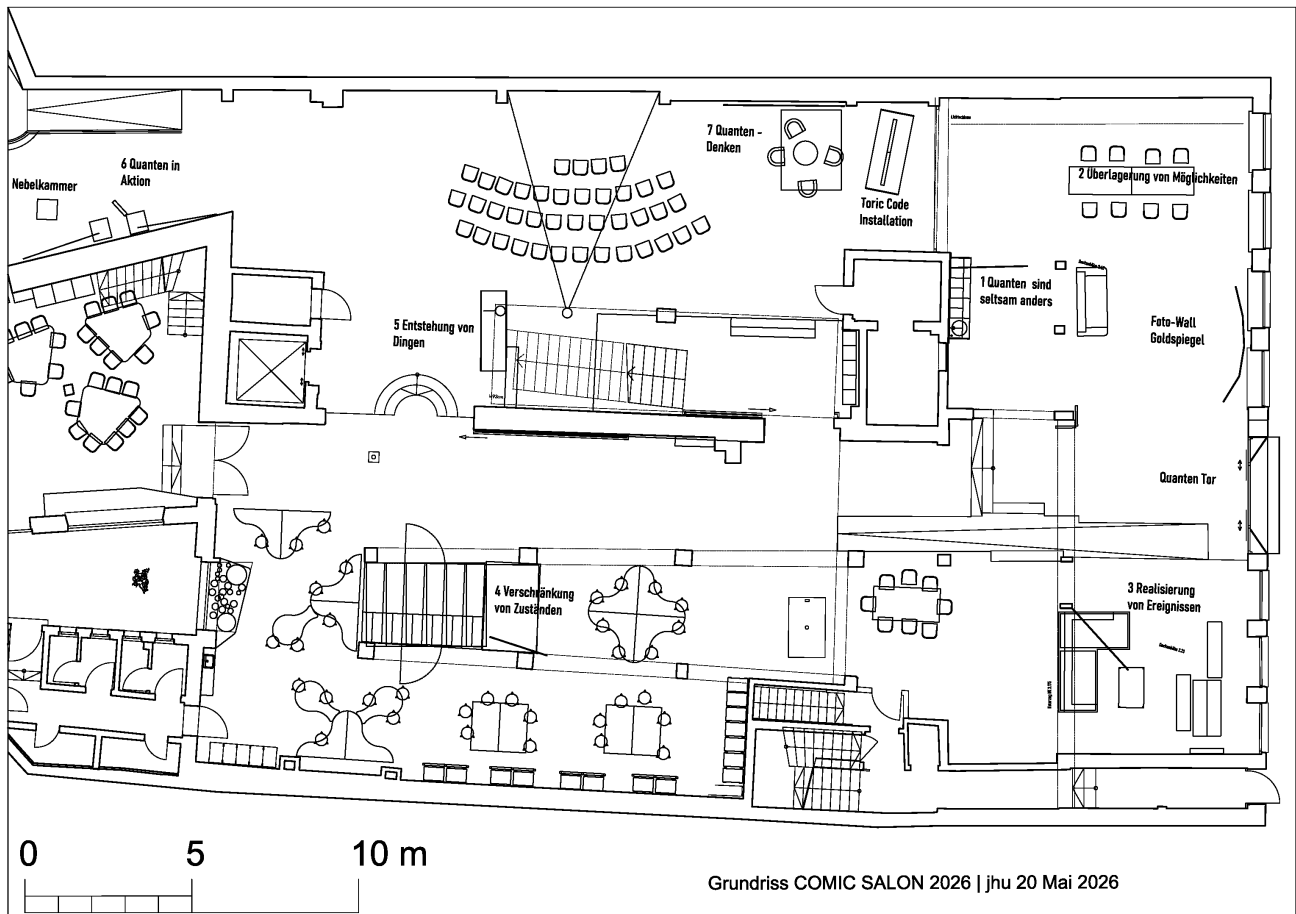 6 Quanten in
Aktion
Nebelkammer
7 Quanten -
Denken
Toric Code
Installation
2 Überlagerung von Möglichkeiten
1 Quanten sind
seltsam anders
Foto-Wall
Goldspiegel
5 Entstehung von
Dingen
Quanten Tor
4 Verschränkung
von Zuständen
3 Realisierung
von Ereignissen
0 5 10 m
Grundriss COMIC SALON 2026 | jhu 20 Mai 2026